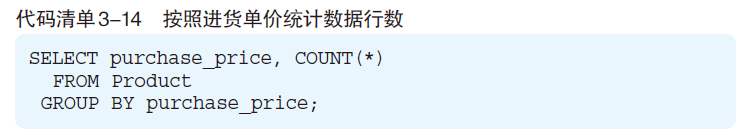 代码清单3-14 按照进货单价统计数据行数
SELECT purchase_price, COUNT(*)
FROM Product
GROUP BY purchase_price;